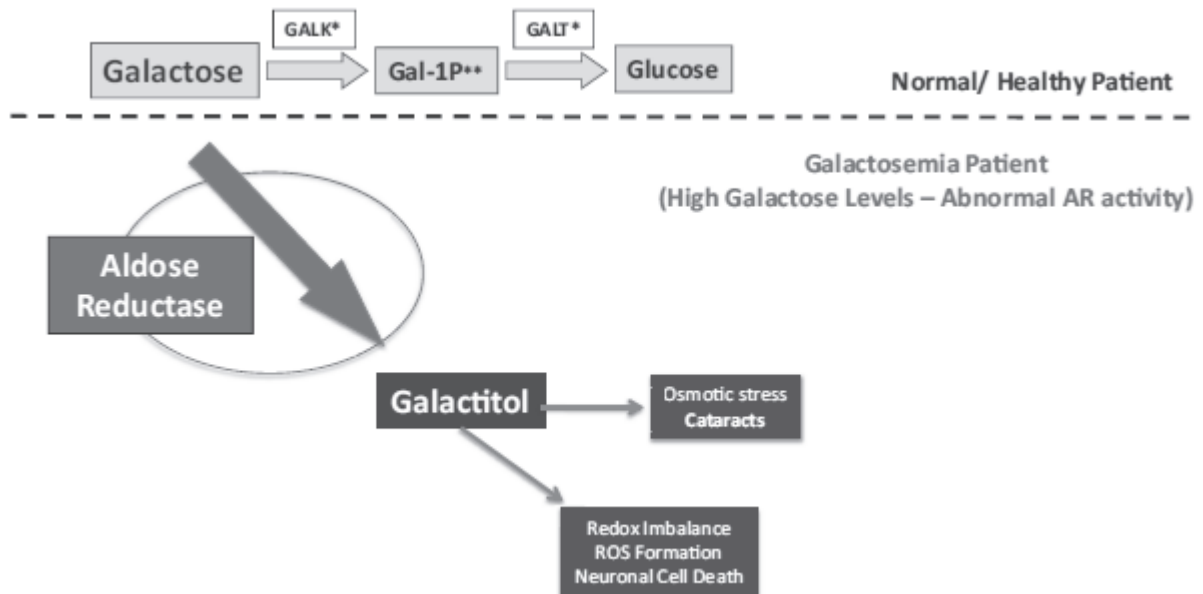 GALK*
GALT*
Galactose
Gal-1P**
Glucose
Normal/ Healthy Patient
Galactosemia Patient
(High Galactose Levels – Abnormal AR activity)
Aldose
Reductase
Galactitol
Osmotic stress
Cataracts
Redox Imbalance
ROS Formation
Neuronal Cell Death